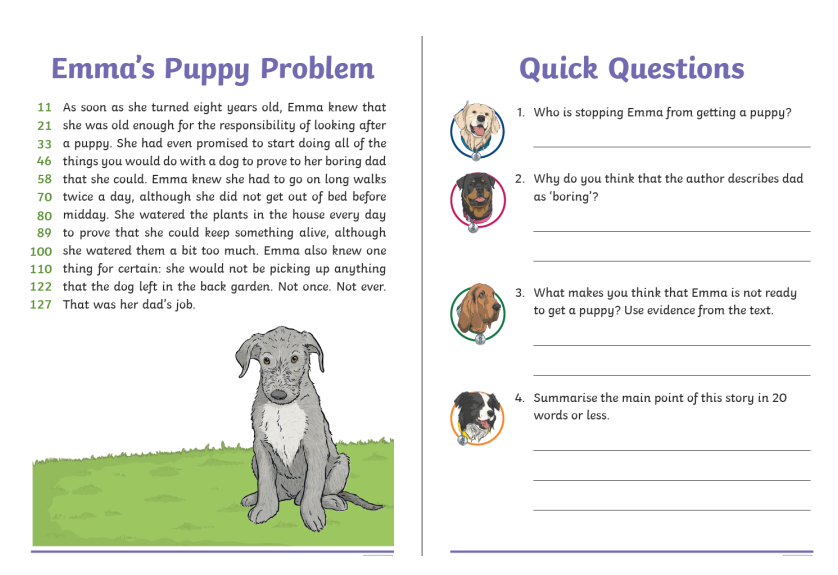 Emma's Puppy Problem
11 As soon as she turned eight years old, Emma knew that
21 she was old enough for the responsibility of looking after
33 a puppy. She had even promised to start doing all of the
46 things you would do with a dog to prove to her boring dad
58 that she could. Emma knew she had to go on long walks
70 twice a day, although she did not get out of bed before
80 midday. She watered the plants in the house every day
89 to prove that she could keep something alive, although
100 she watered them a bit too much. Emma also knew one
110 thing for certain: she would not be picking up anything
122 that the dog left in the back garden. Not once. Not ever.
127 That was her dad's job.
Quick Questions
1. Who is stopping Emma from getting a puppy?
2. Why do you think that the author describes dad
as ‘boring’?
3. What makes you think that Emma is not ready
to get a puppy? Use evidence from the text.
4. Summarise the main point of this story in 20
words or less.